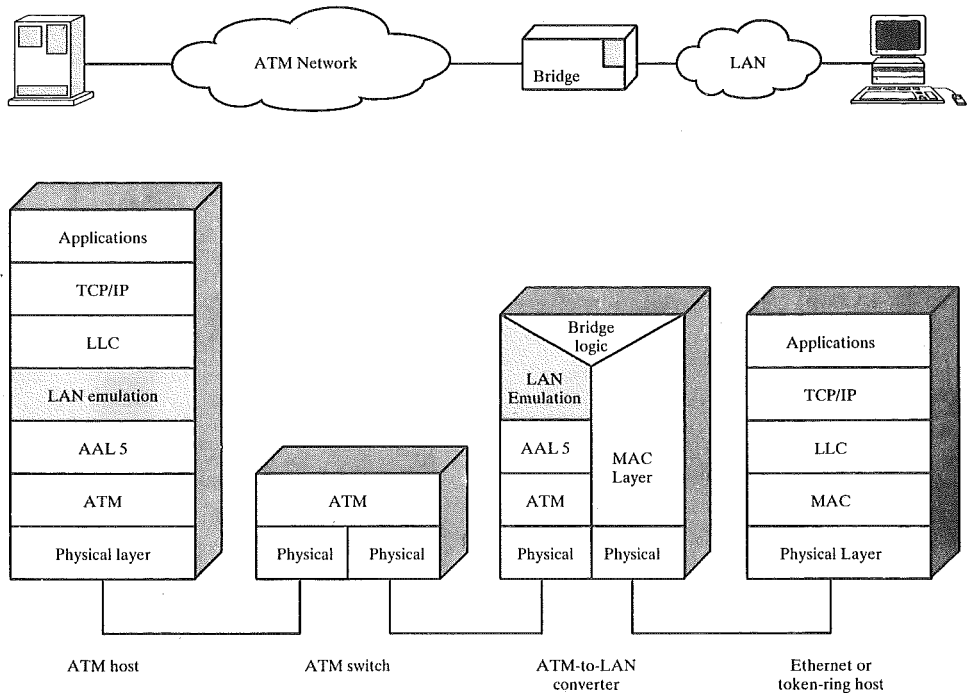 ATM Network
Bridge
LAN
Applications
TCP/IP
LLC
LAN emulation
AAL 5
ATM
Physical layer
ATM host
ATM
Physical
Physical
ATM switch
Bridge
logic
LAN
Emulation
AAL 5
ATM
MAC
Layer
Physical
Physical
ATM-to-LAN
converter
Applications
TCP/IP
LLC
MAC
Physical Layer
Ethernet or
token-ring host